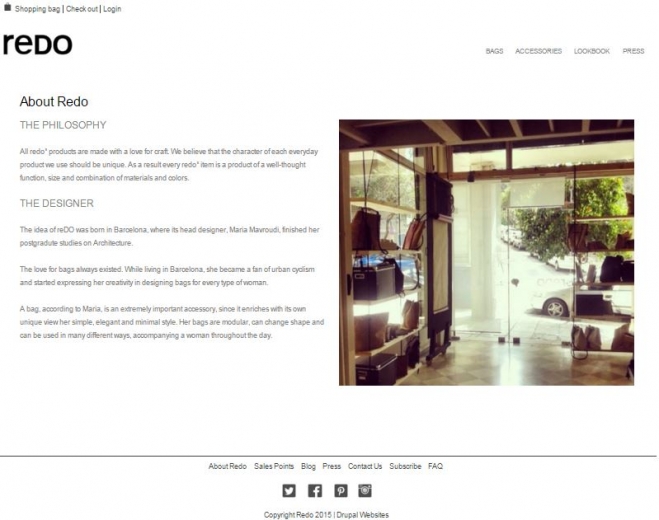 Shopping bag | Check out | Login
reDO
BAGS ACCESSORIES LOOKBOOK PRESS
About Redo
THE PHILOSOPHY
All redo* products are made with a love for craft. We believe that the character of each everyday
product we use should be unique. As a result every redo* item is a product of a well-thought
function, size and combination of materials and colors.
THE DESIGNER
The idea of reDO was born in Barcelona, where its head designer, Maria Mavroudi, finished her
postgradute studies on Architecture.
The love for bags always existed. While living in Barcelona, she became a fan of urban cyclism
and started expressing her creativity in designing bags for every type of woman.
A bag, according to Maria, is an extremely important accessory, since it enriches with its own
unique view her simple, elegant and minimal style. Her bags are modular, can change shape and
can be used in many different ways, accompanying a woman throughout the day.
About Redo Sales Points Blog Press Contact Us Subscribe FAQ
Copyright Redo 2015 | Drupal Websites